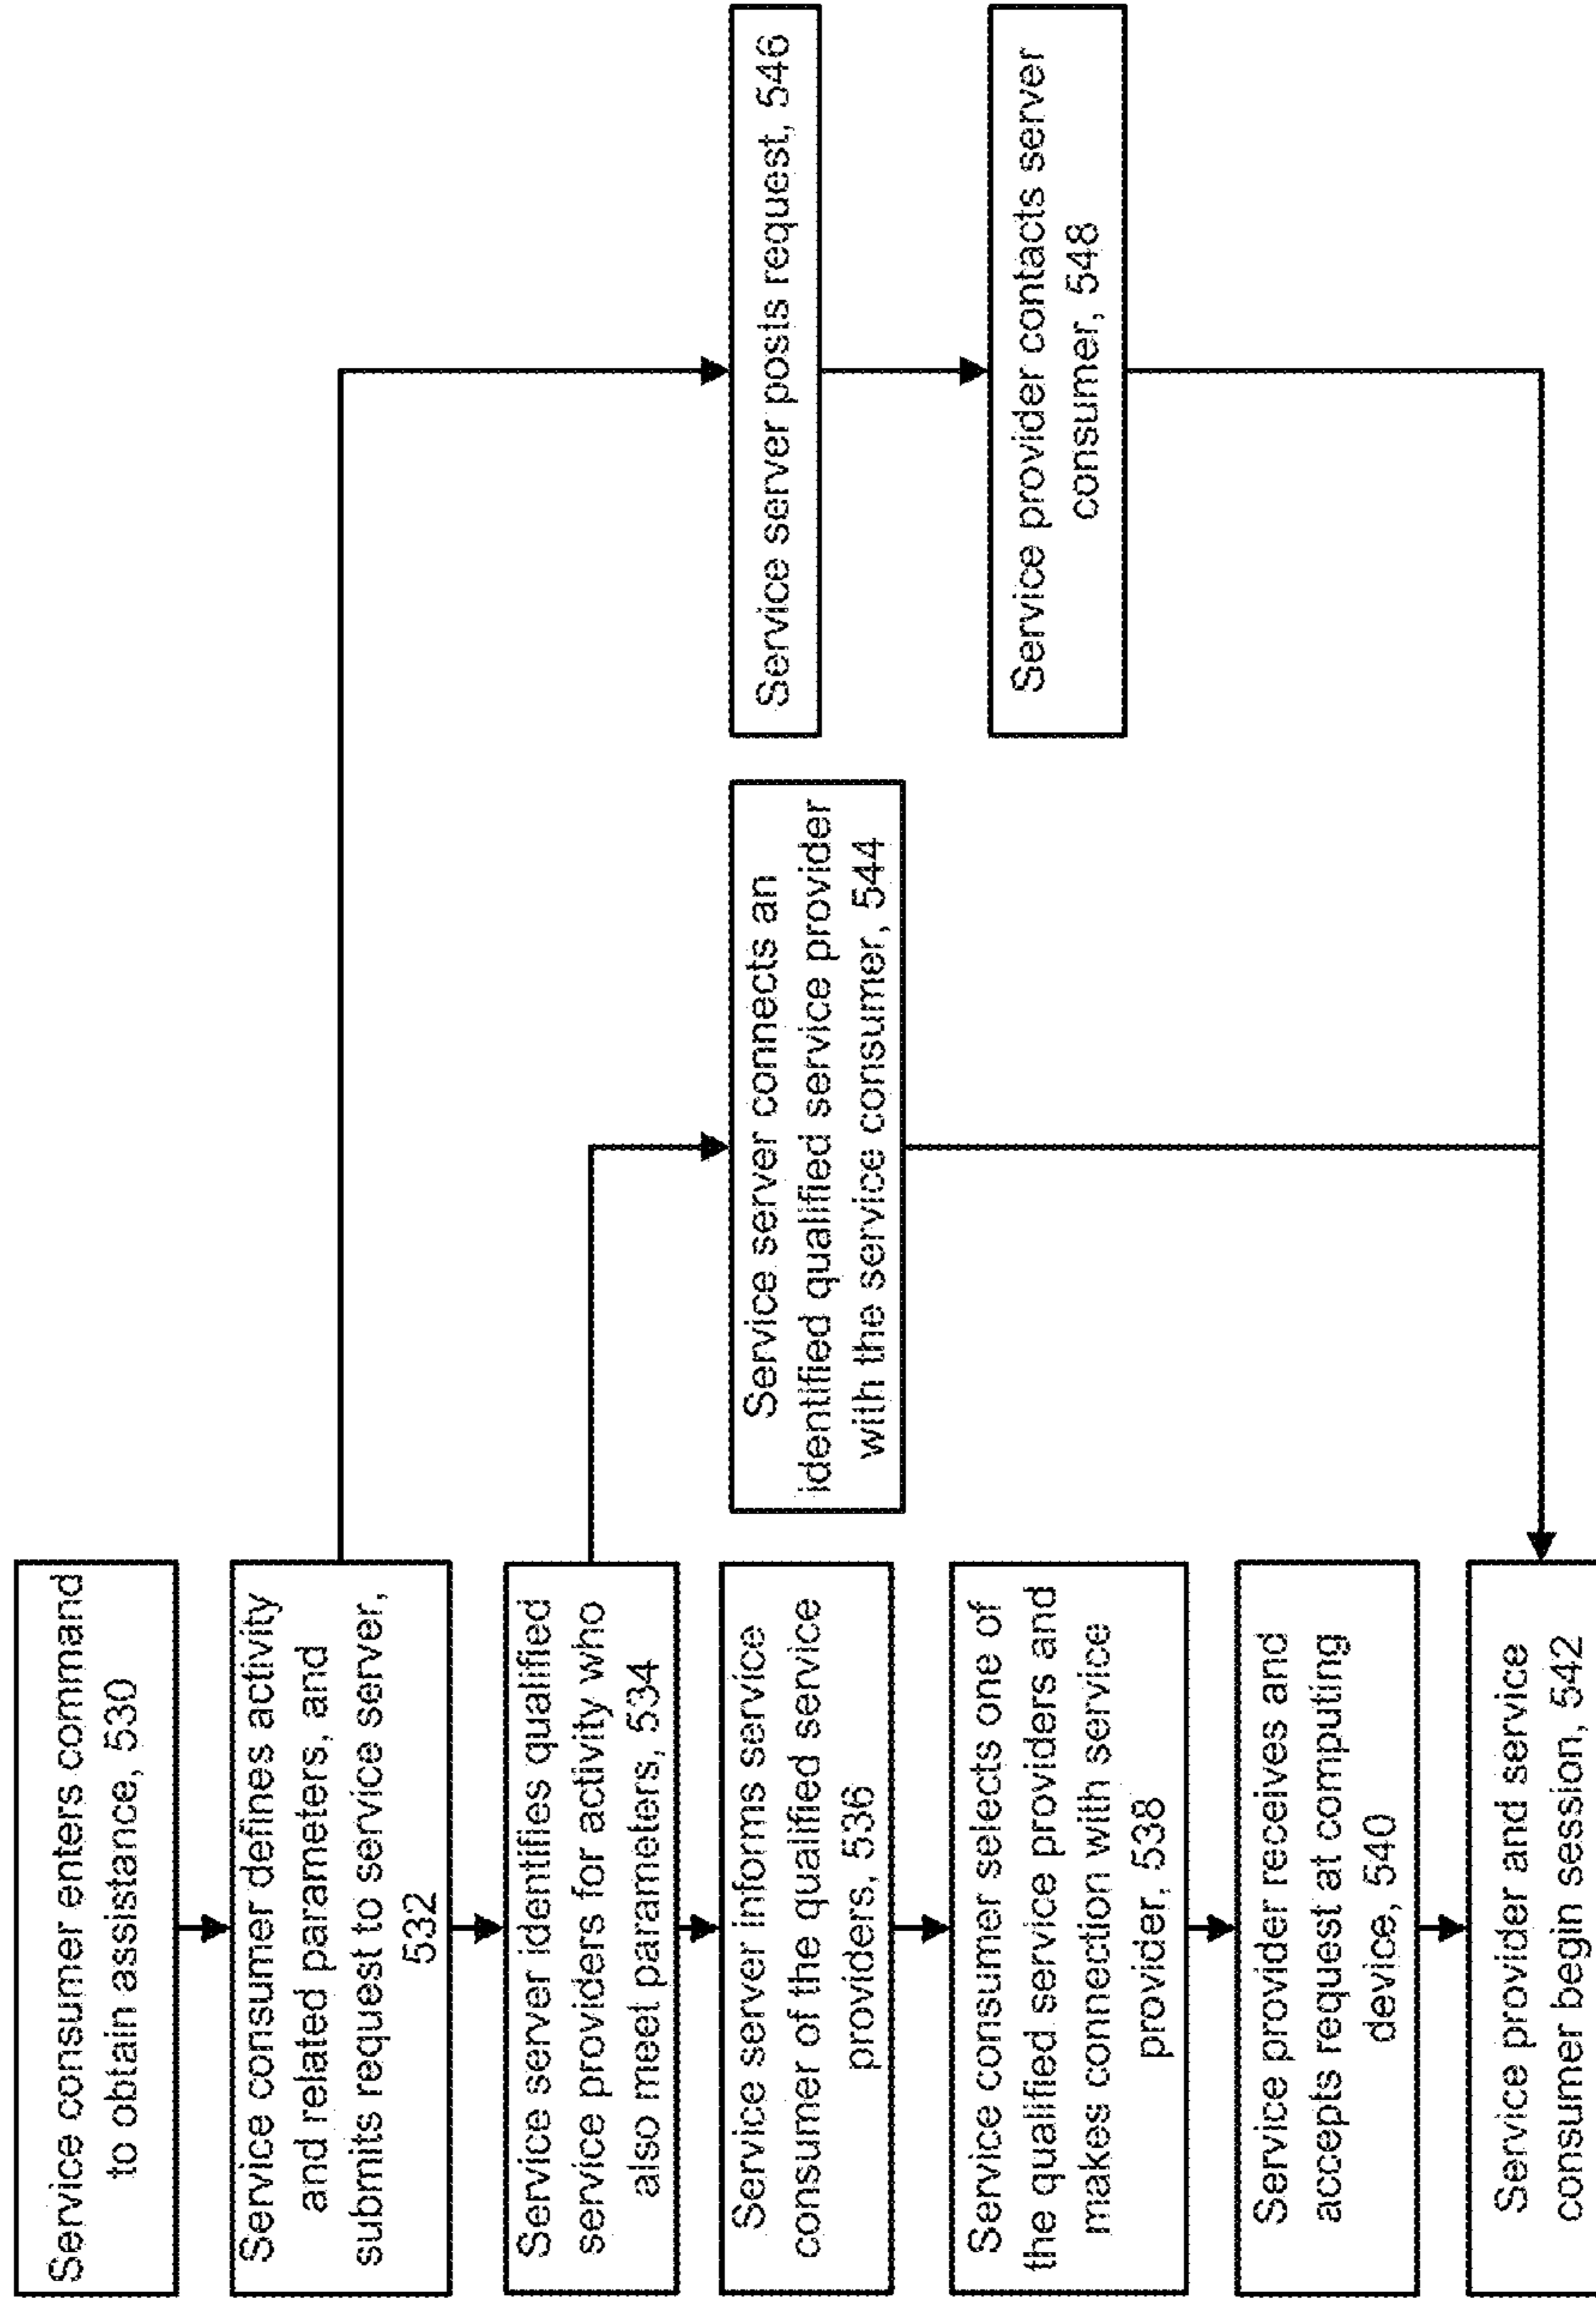 Service consumer enters command
to obtain assistance, 530
Service consumer defines activity
and related parameters, and
submits request to service server,
532
Service server identifies qualified
service providers for activity who
also meet parameters, 534
Service server informs service
consumer of the qualified service
providers, 536
Service consumer selects one of
the qualified service providers and
makes connection with service
provider, 538
Service provider receives and
accepts request at computing
device, 540
Service provider and service
consumer begin session, 542
Service server connects an
identified qualified service provider
with the service consumer, 544
Service server posts request, 546
Service provider contacts server
consumer, 548